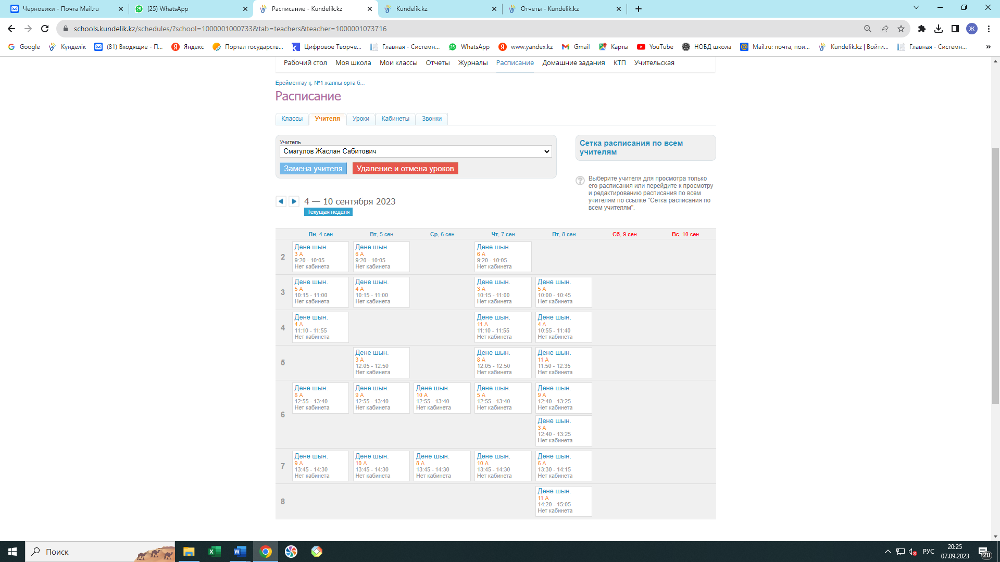 Черновики - Почта Mail.ru
(25) WhatsApp
Расписание - Kundelik.kz
Kundelik.kz
Отчеты - Kundelik.kz
schools.kundelik.kz/schedules/?school=1000001000733&tab=teachers&teacher=1000001073716
Ж
Google
Күнделік
(81) Входящие - П...
Яндекс
Портал государств...
Цифровое Творче...
Главная - Системн...
WhatsApp
www.yandex.kz
Gmail
Карты
YouTube
НОБД школа
Mail.ru: почта, пои...
Kundelik.kz | Войти...
Главная - Системн...
»
Рабочий стол Моя школа Мои классы Отчеты Журналы Расписание Домашние задания КТП Учительская
Ерейментау қ. №1 жалпы орта б...
Расписание
Классы Учителя Уроки Кабинеты Звонки
Учитель
Смагулов Жаслан Сабитович
Замена учителя Удаление и отмена уроков
Сетка расписания по всем
учителям
?
Выберите учителя для просмотра только
его расписания или перейдите к просмотру
и редактированию расписания по всем
учителям по ссылке "Сетка расписания по
всем учителям".
4 — 10 сентября 2023
Текущая неделя
Пн, 4 сен Вт, 5 сен Ср, 6 сен Чт, 7 сен Пт, 8 сен Сб, 9 сен Вс, 10 сен
2
Дене шын. Дене шын. Дене шын.
3 А 6 А 6 А
9:20 - 10:05 9:20 - 10:05 9:20 - 10:05
Нет кабинета Нет кабинета Нет кабинета
3
Дене шын. Дене шын. Дене шын. Дене шын.
5 А 4 А 3 А 5 А
10:15 - 11:00 10:15 - 11:00 10:15 - 11:00 10:00 - 10:45
Нет кабинета Нет кабинета Нет кабинета Нет кабинета
4
Дене шын. Дене шын. Дене шын.
4 А 11 А 4 А
11:10 - 11:55 11:10 - 11:55 10:55 - 11:40
Нет кабинета Нет кабинета Нет кабинета
5
Дене шын. Дене шын. Дене шын.
3 А 8 А 11 А
12:05 - 12:50 12:05 - 12:50 11:50 - 12:35
Нет кабинета Нет кабинета Нет кабинета
6
Дене шын. Дене шын. Дене шын. Дене шын. Дене шын.
8 А 9 А 10 А 5 А 9 А
12:55 - 13:40 12:55 - 13:40 12:55 - 13:40 12:55 - 13:40 12:40 - 13:25
Нет кабинета Нет кабинета Нет кабинета Нет кабинета Нет кабинета
Дене шын.
3 А
12:40 - 13:25
Нет кабинета
7
Дене шын. Дене шын. Дене шын. Дене шын. Дене шын.
9 А 10 А 8 А 10 А 6 А
13:45 - 14:30 13:45 - 14:30 13:45 - 14:30 13:45 - 14:30 13:30 - 14:15
Нет кабинета Нет кабинета Нет кабинета Нет кабинета Нет кабинета
8
Дене шын.
11 А
14:20 - 15:05
Нет кабинета
Поиск
РУС
20:25
07.09.2023
20